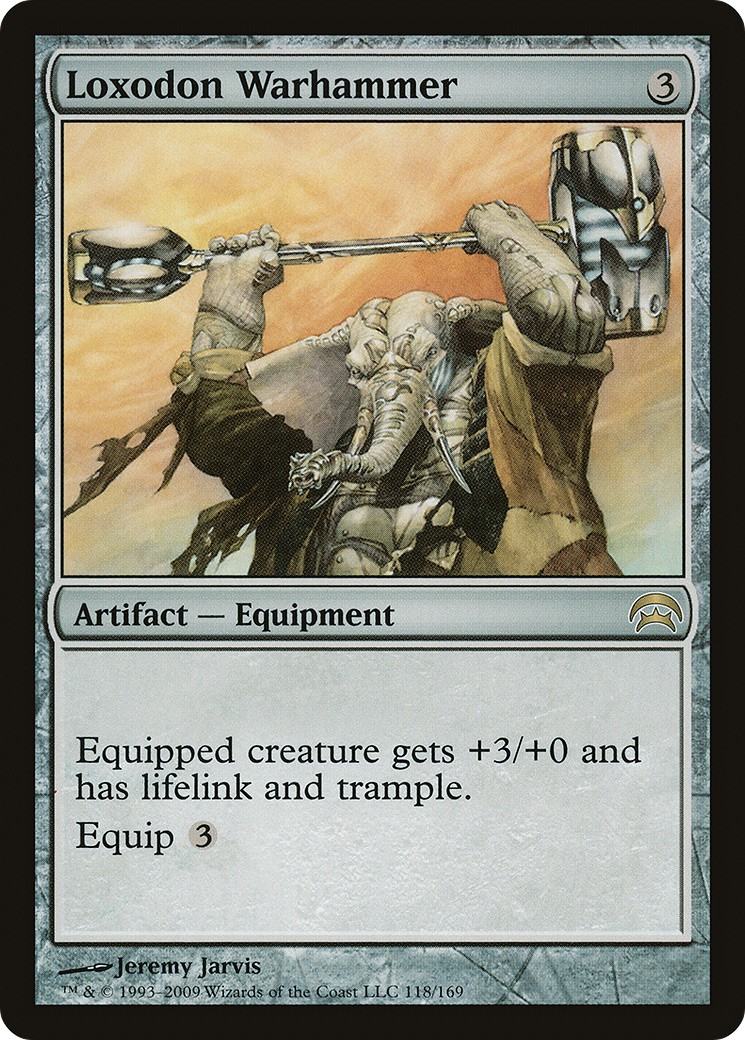 Loxodon Warhammer 3
Artifact — Equipment
Equipped creature gets +3/+0 and
has lifelink and trample.
Equip 3
Jeremy Jarvis
™ & © 1993–2009 Wizards of the Coast LLC 118/169